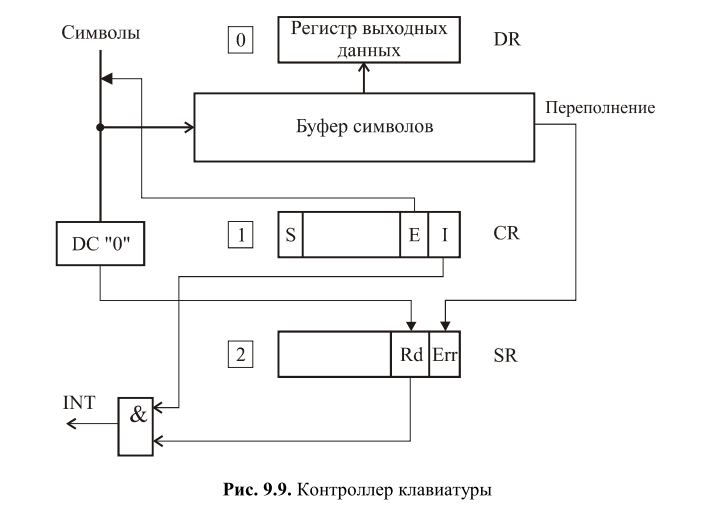 Символы
0
Регистр выходных
данных
DR
Буфер символов
Переполнение
1
S
E
I
CR
DC "0"
2
Rd
Err
SR
INT
&
Рис. 9.9. Контроллер клавиатуры